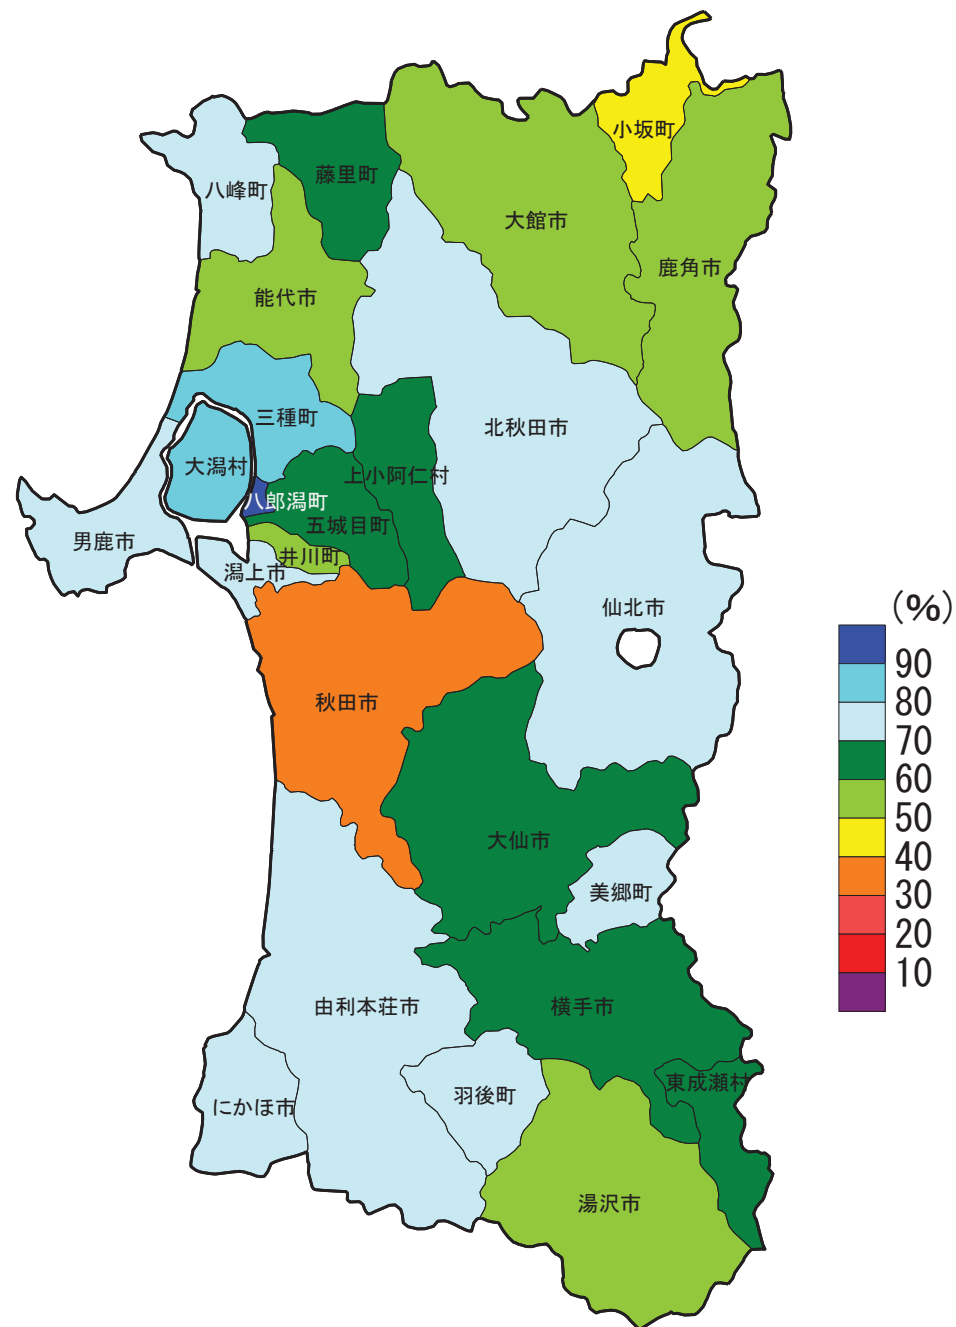 小坂町
藤里町
八峰町
大館市
鹿角市
能代市
三種町
北秋田市
大潟村
上小阿仁村
八郎潟町
五城目町
男鹿市
井川町
潟上市
仙北市
(%)
90
80
70
60
50
40
30
20
10
秋田市
大仙市
美郷町
由利本荘市
横手市
東成瀬村
羽後町
にかほ市
湯沢市